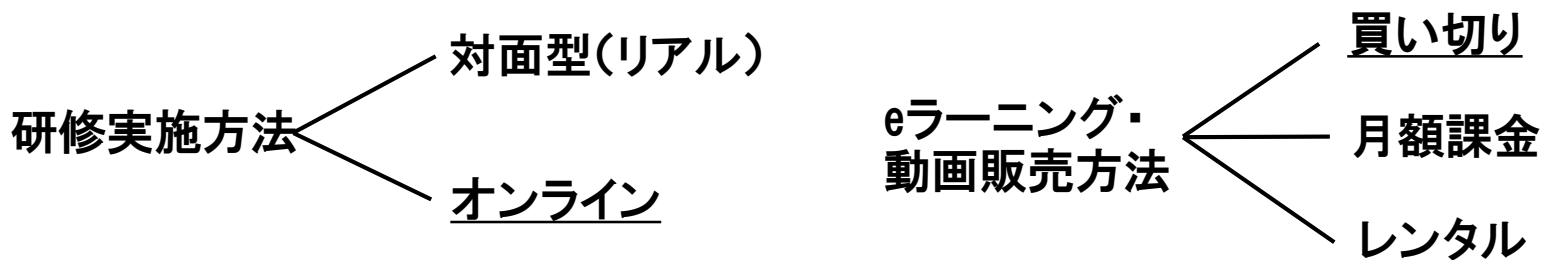 研修実施方法
対面型(リアル)
オンライン
eラーニング・
動画販売方法
買い切り
月額課金
レンタル